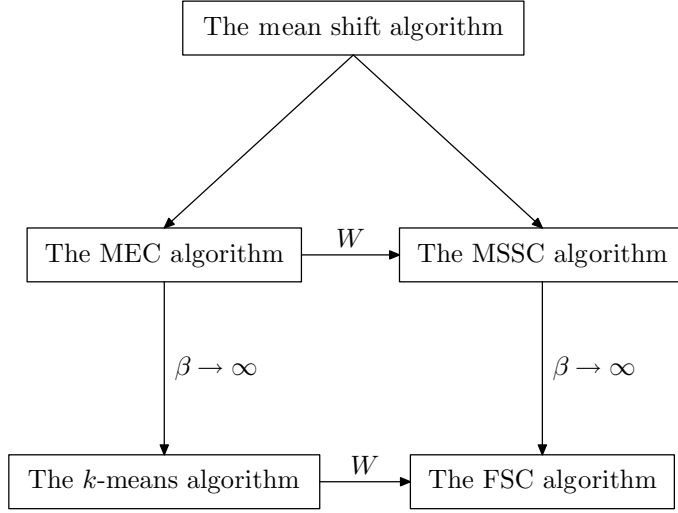 The mean shift algorithm
The MEC algorithm
W
The MSSC algorithm
β → ∞
β → ∞
The k-means algorithm
W
The FSC algorithm